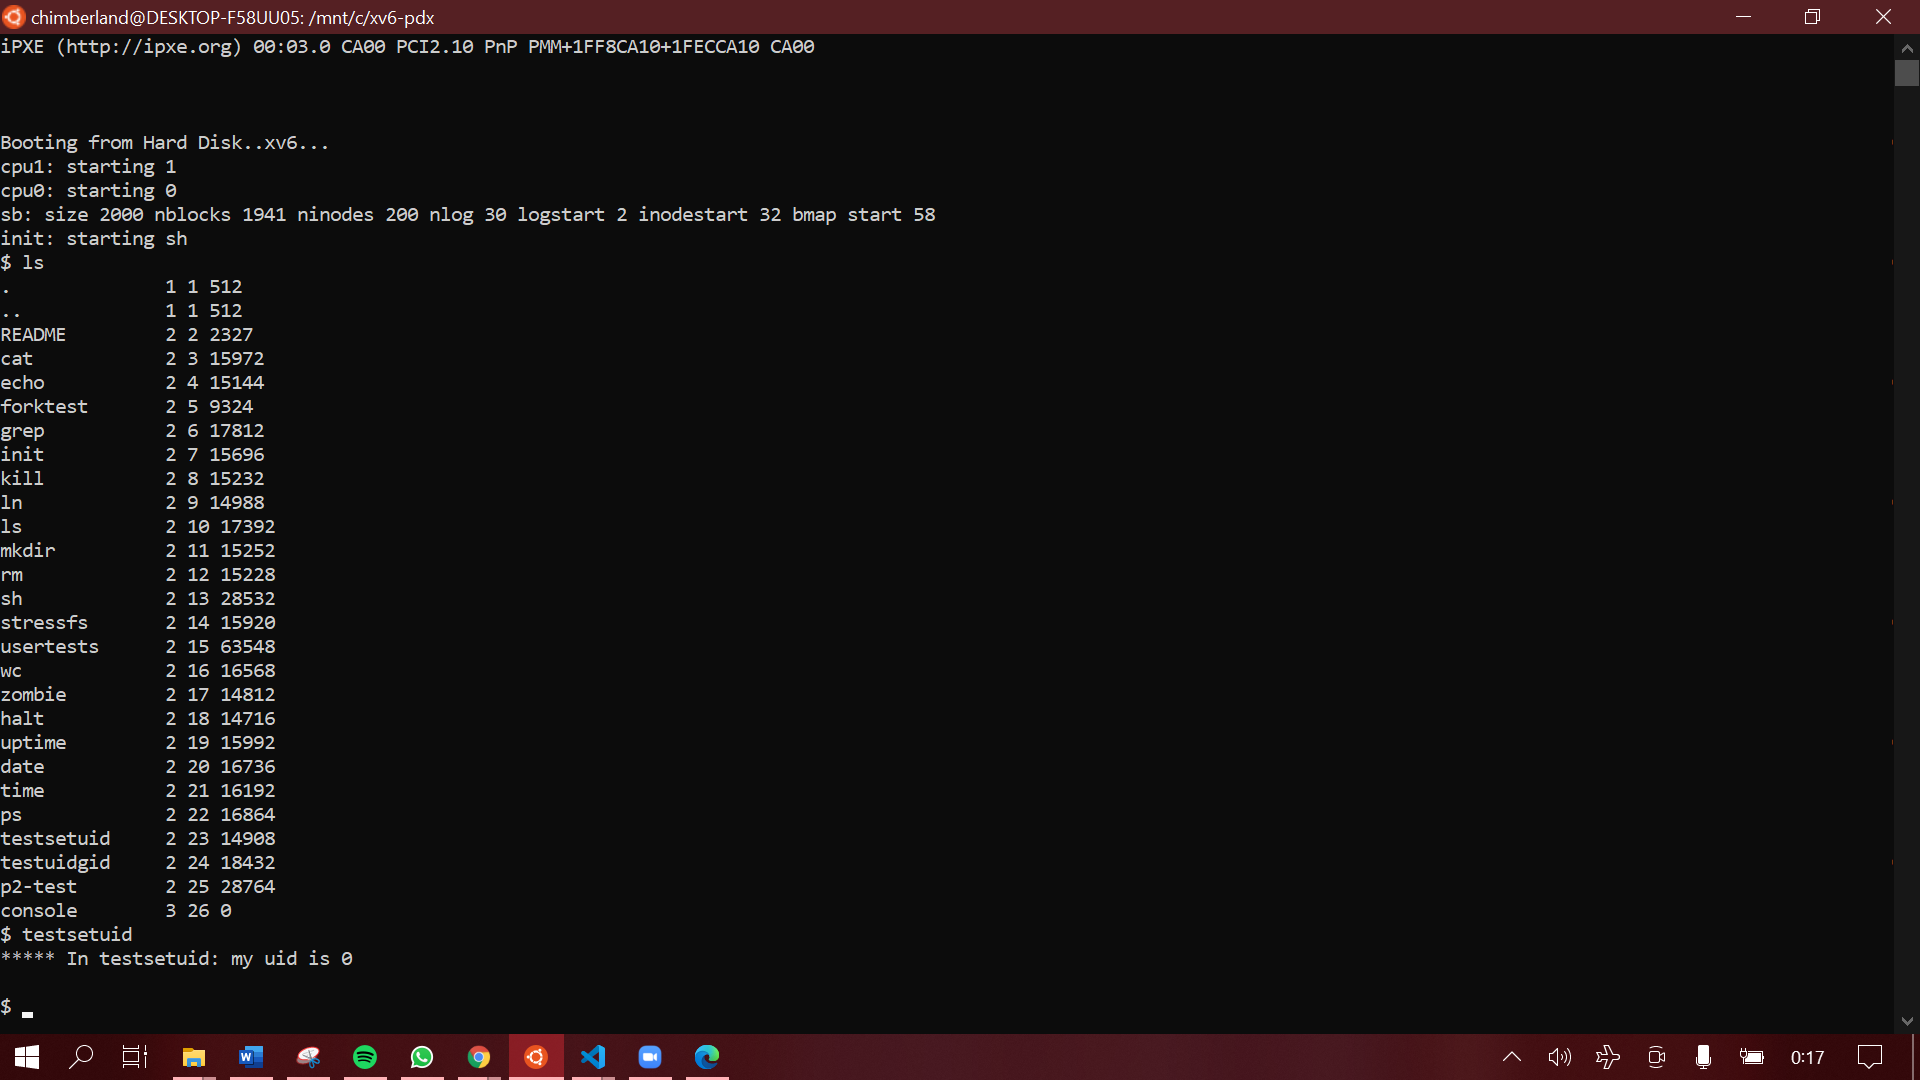 chimberland@DESKTOP-F58UU05: /mnt/c/xv6-pdx
iPXE (http://ipxe.org) 00:03.0 CA00 PCI2.10 PnP PMM+1FF8CA10+1FECCA10 CA00
Booting from Hard Disk..xv6...
cpu1: starting 1
cpu0: starting 0
sb: size 2000 nblocks 1941 ninodes 200 nlog 30 logstart 2 inodestart 32 bmap start 58
init: starting sh
$ ls
.              1 1 512
..             1 1 512
README         2 2 2327
cat            2 3 15972
echo           2 4 15144
forktest       2 5 9324
grep           2 6 17812
init           2 7 15696
kill           2 8 15232
ln             2 9 14988
ls             2 10 17392
mkdir          2 11 15252
rm             2 12 15228
sh             2 13 28532
stressfs       2 14 15920
usertests      2 15 63548
wc             2 16 16568
zombie         2 17 14812
halt           2 18 14716
uptime         2 19 15992
date           2 20 16736
time           2 21 16192
ps             2 22 16864
testsetuid     2 23 14908
testuidgid     2 24 18432
p2-test        2 25 28764
console        3 26 0
$ testsetuid
***** In testsetuid: my uid is 0
$
0:17